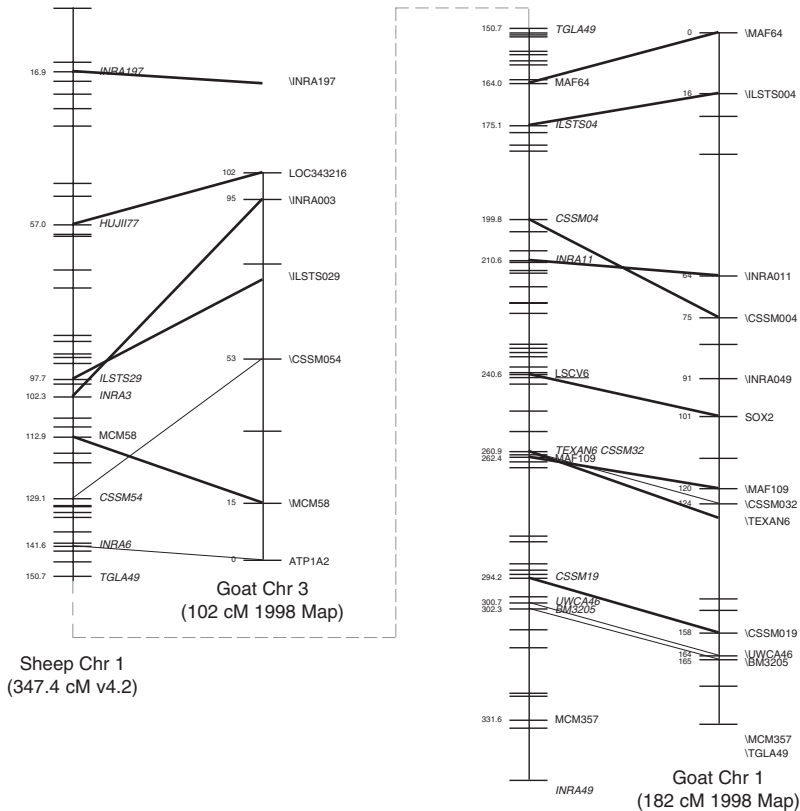 16.9 INRA197 \INRA197
102 LOC343216
95 \INRA003
57.0 HUJII77
\ILSTS029
53 \CSSM054
97.7 ILSTS29
102.3 INRA3
112.9 MCM58
129.1 CSSM54
15 \MCM58
141.6 INRA6
0 ATP1A2
150.7 TGLA49
Goat Chr 3
(102 cM 1998 Map)
Sheep Chr 1
(347.4 cM v4.2)
150.7 TGLA49
0 \MAF64
164.0 MAF64
16 \ILSTS004
175.1 ILSTS04
199.8 CSSM04
210.6 INRA11
64 \INRA011
75 \CSSM004
240.6 LSCV6
91 \INRA049
101 SOX2
260.9 TEXAN6 CSSM32
262.4 MAF109
120 \MAF109
124 \CSSM032
\TEXAN6
294.2 CSSM19
300.7 UWCA46
302.3 BM3205
158 \CSSM019
164 \UWCA46
165 \BM3205
331.6 MCM357
\MCM357
\TGLA49
INRA49
Goat Chr 1
(182 cM 1998 Map)